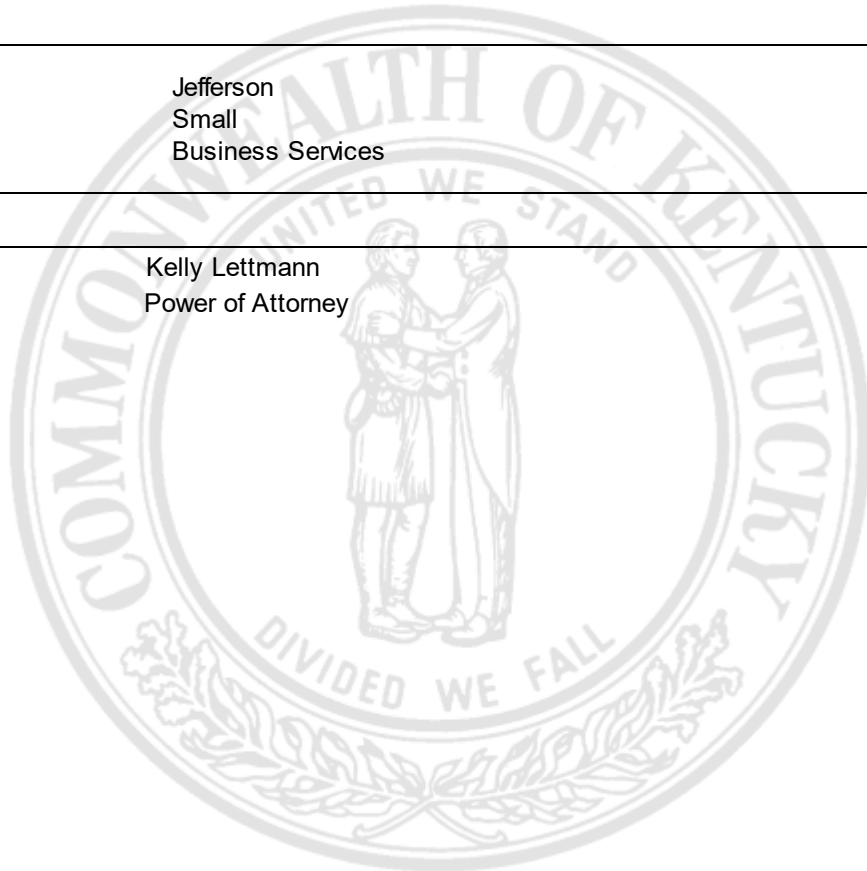 Jefferson
Small
Business Services
Kelly Lettmann
Power of Attorney
COMMONWEALTH OF KENTUCKY
UNITED WE STAND
DIVIDED WE FALL